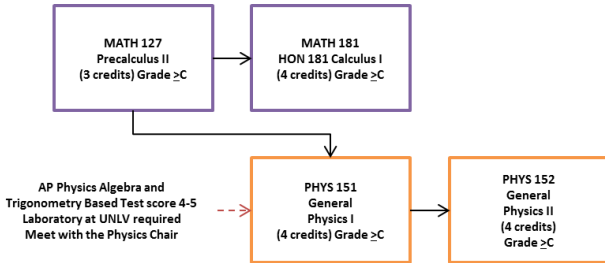 MATH 127
Precalculus II
(3 credits) Grade ≥C
MATH 181
HON 181 Calculus I
(4 credits) Grade ≥C
AP Physics Algebra and
Trigonometry Based Test score 4-5
Laboratory at UNLV required
Meet with the Physics Chair
PHYS 151
General
Physics I
(4 credits) Grade ≥C
PHYS 152
General
Physics II
(4 credits)
Grade ≥C